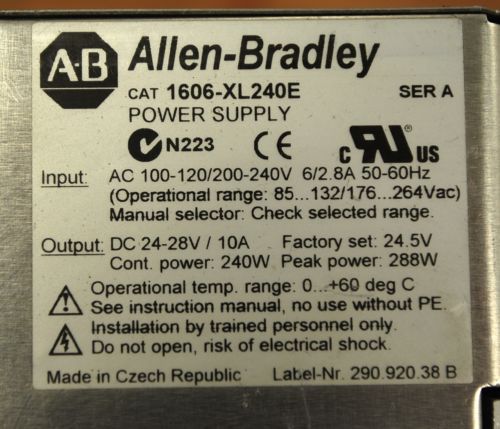 A-B Allen-Bradley
CAT 1606-XL240E SER A
POWER SUPPLY
N223 CE c RU US
Input: AC 100-120/200-240V 6/2.8A 50-60Hz
(Operational range: 85...132/176...264Vac)
Manual selector: Check selected range.
Output: DC 24-28V / 10A Factory set: 24.5V
Cont. power: 240W Peak power: 288W
Operational temp. range: 0...+60 deg C
See instruction manual, no use without PE.
Installation by trained personnel only.
Do not open, risk of electrical shock.
Made in Czech Republic Label-Nr. 290.920.38 B